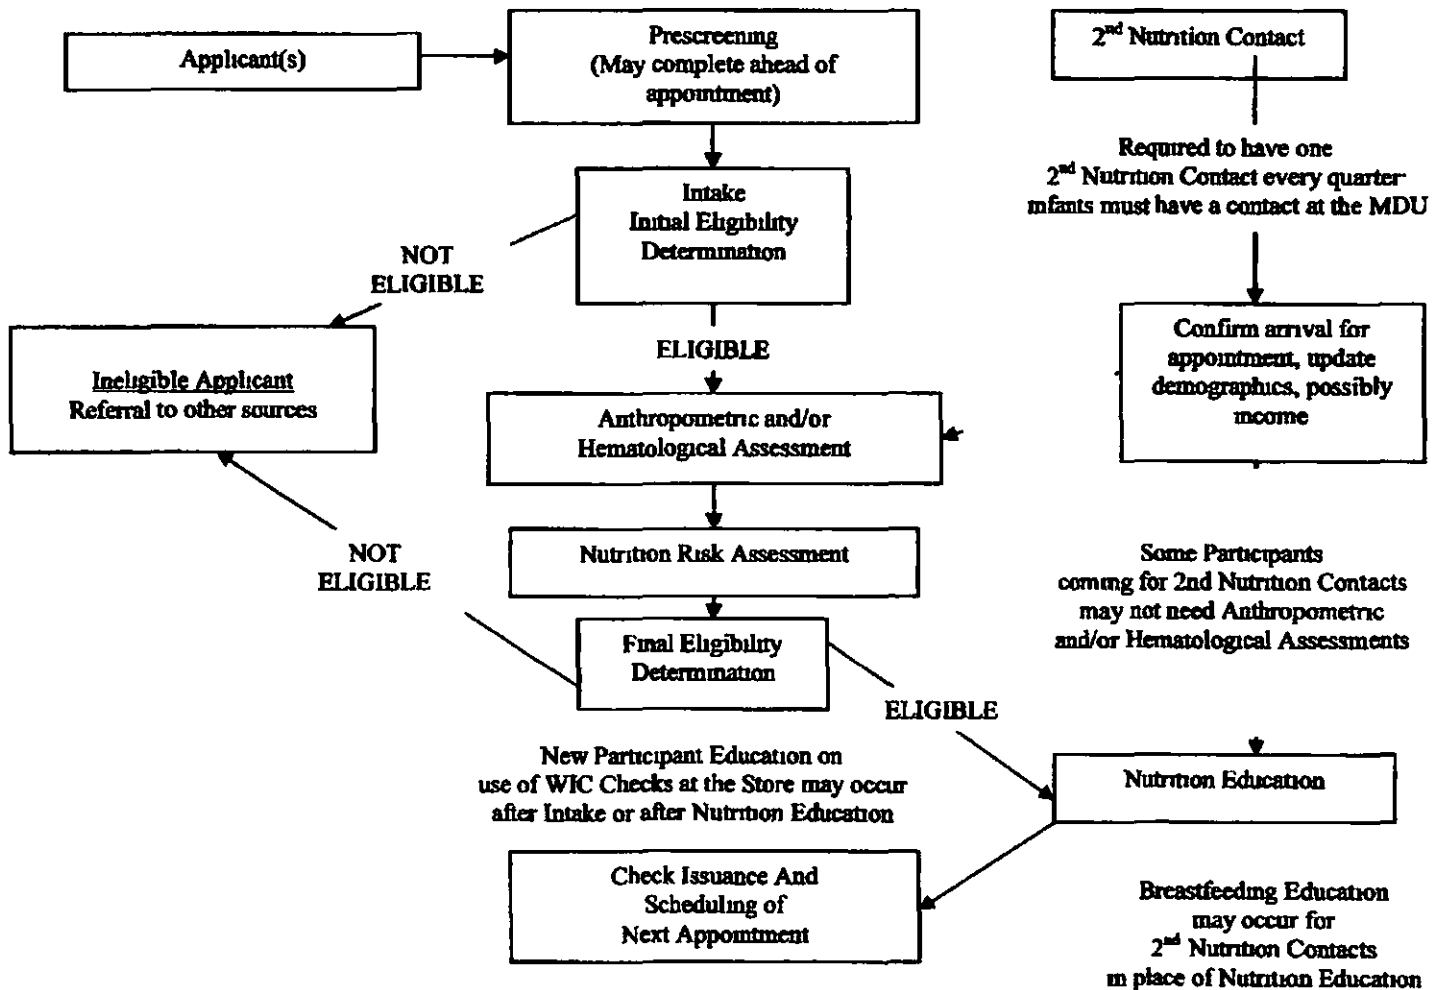 Applicant(s)
Prescreening
(May complete ahead of
appointment)
2nd Nutrition Contact
Required to have one
2nd Nutrition Contact every quarter
infants must have a contact at the MDU
Intake
Initial Eligibility
Determination
NOT
ELIGIBLE
ELIGIBLE
Confirm arrival for
appointment, update
demographics, possibly
income
Ineligible Applicant
Referral to other sources
Anthropometric and/or
Hematological Assessment
NOT
ELIGIBLE
Nutrition Risk Assessment
Some Participants
coming for 2nd Nutrition Contacts
may not need Anthropometric
and/or Hematological Assessments
Final Eligibility
Determination
ELIGIBLE
New Participant Education on
use of WIC Checks at the Store may occur
after Intake or after Nutrition Education
Nutrition Education
Check Issuance And
Scheduling of
Next Appointment
Breastfeeding Education
may occur for
2nd Nutrition Contacts
in place of Nutrition Education